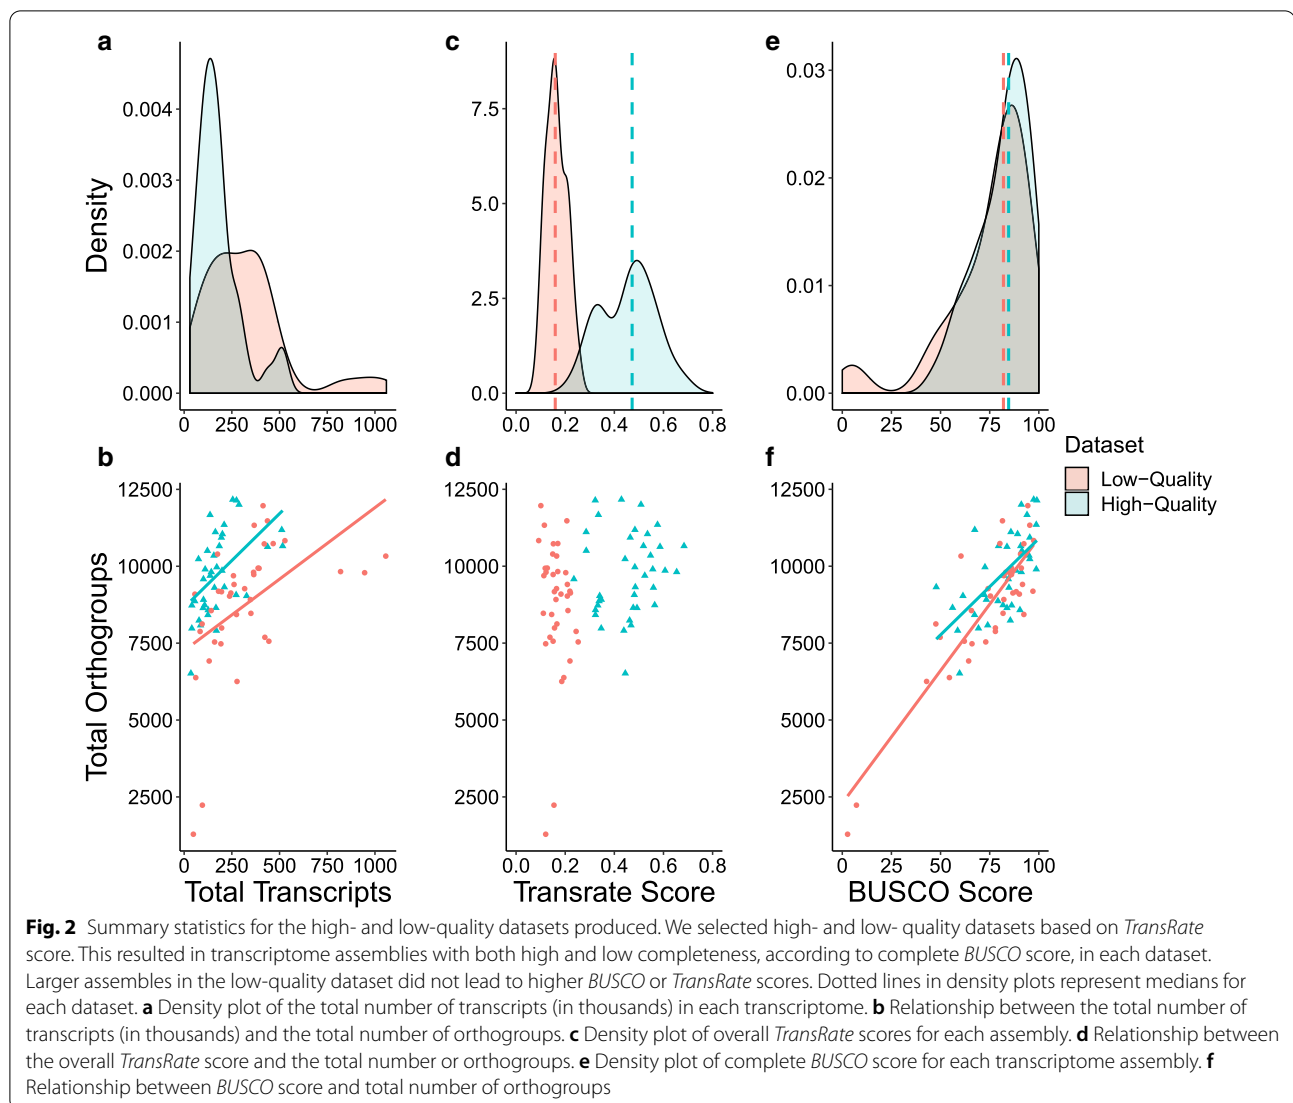 a
c
e
Density
0.004
0.003
0.002
0.001
0.000
0 250 500 750 1000
7.5
5.0
2.5
0.0
0.0 0.2 0.4 0.6 0.8
0.03
0.02
0.01
0.00
0 25 50 75 100
Dataset
Low−Quality
High−Quality
b
d
f
Total Orthogroups
12500
10000
7500
5000
2500
0 250 500 750 1000
Total Transcripts
12500
10000
7500
5000
2500
0.0 0.2 0.4 0.6 0.8
Transrate Score
12500
10000
7500
5000
2500
0 25 50 75 100
BUSCO Score
Fig. 2 Summary statistics for the high- and low-quality datasets produced. We selected high- and low- quality datasets based on TransRate
score. This resulted in transcriptome assemblies with both high and low completeness, according to complete BUSCO score, in each dataset.
Larger assembles in the low-quality dataset did not lead to higher BUSCO or TransRate scores. Dotted lines in density plots represent medians for
each dataset. a Density plot of the total number of transcripts (in thousands) in each transcriptome. b Relationship between the total number of
transcripts (in thousands) and the total number of orthogroups. c Density plot of overall TransRate scores for each assembly. d Relationship between
the overall TransRate score and the total number or orthogroups. e Density plot of complete BUSCO score for each transcriptome assembly. f
Relationship between BUSCO score and total number of orthogroups